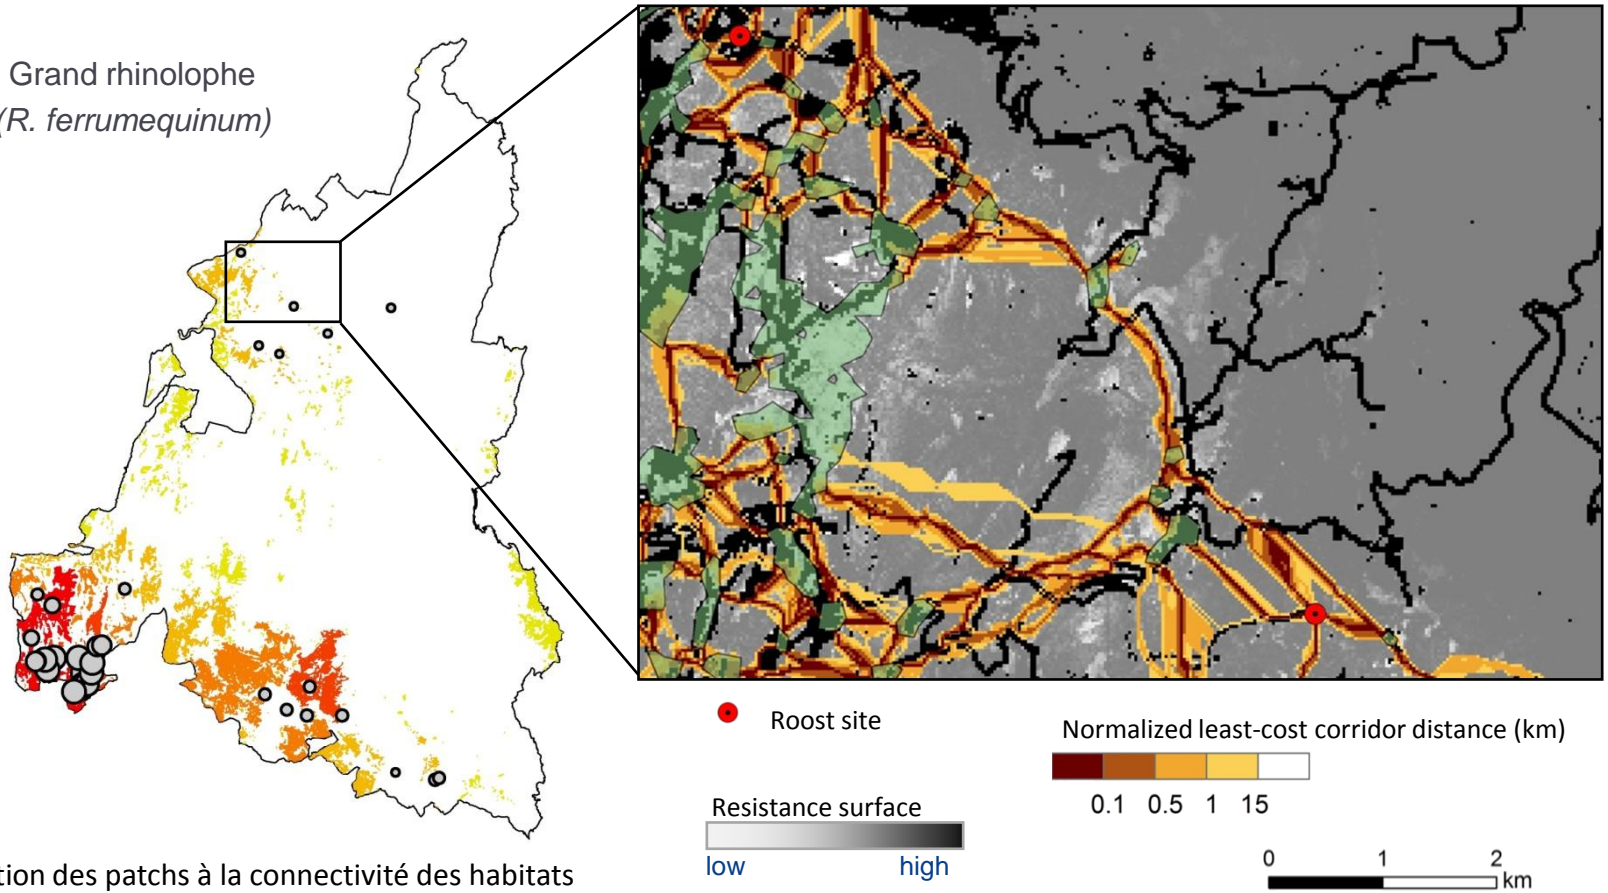 Grand rhinolophe
(R. ferrumequinum)
Roost site
Normalized least-cost corridor distance (km)
0.1 0.5 1 15
Resistance surface
low high
0 1 2
km
tion des patchs à la connectivité des habitats